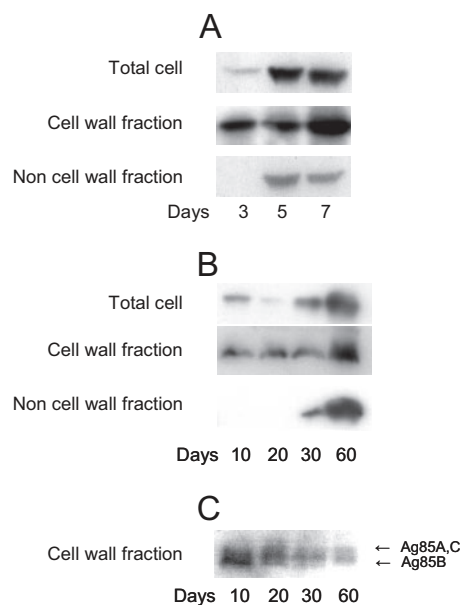 A
Total cell
Cell wall fraction
Non cell wall fraction
Days 3 5 7
B
Total cell
Cell wall fraction
Non cell wall fraction
Days 10 20 30 60
C
Cell wall fraction
← Ag85A,C
← Ag85B
Days 10 20 30 60